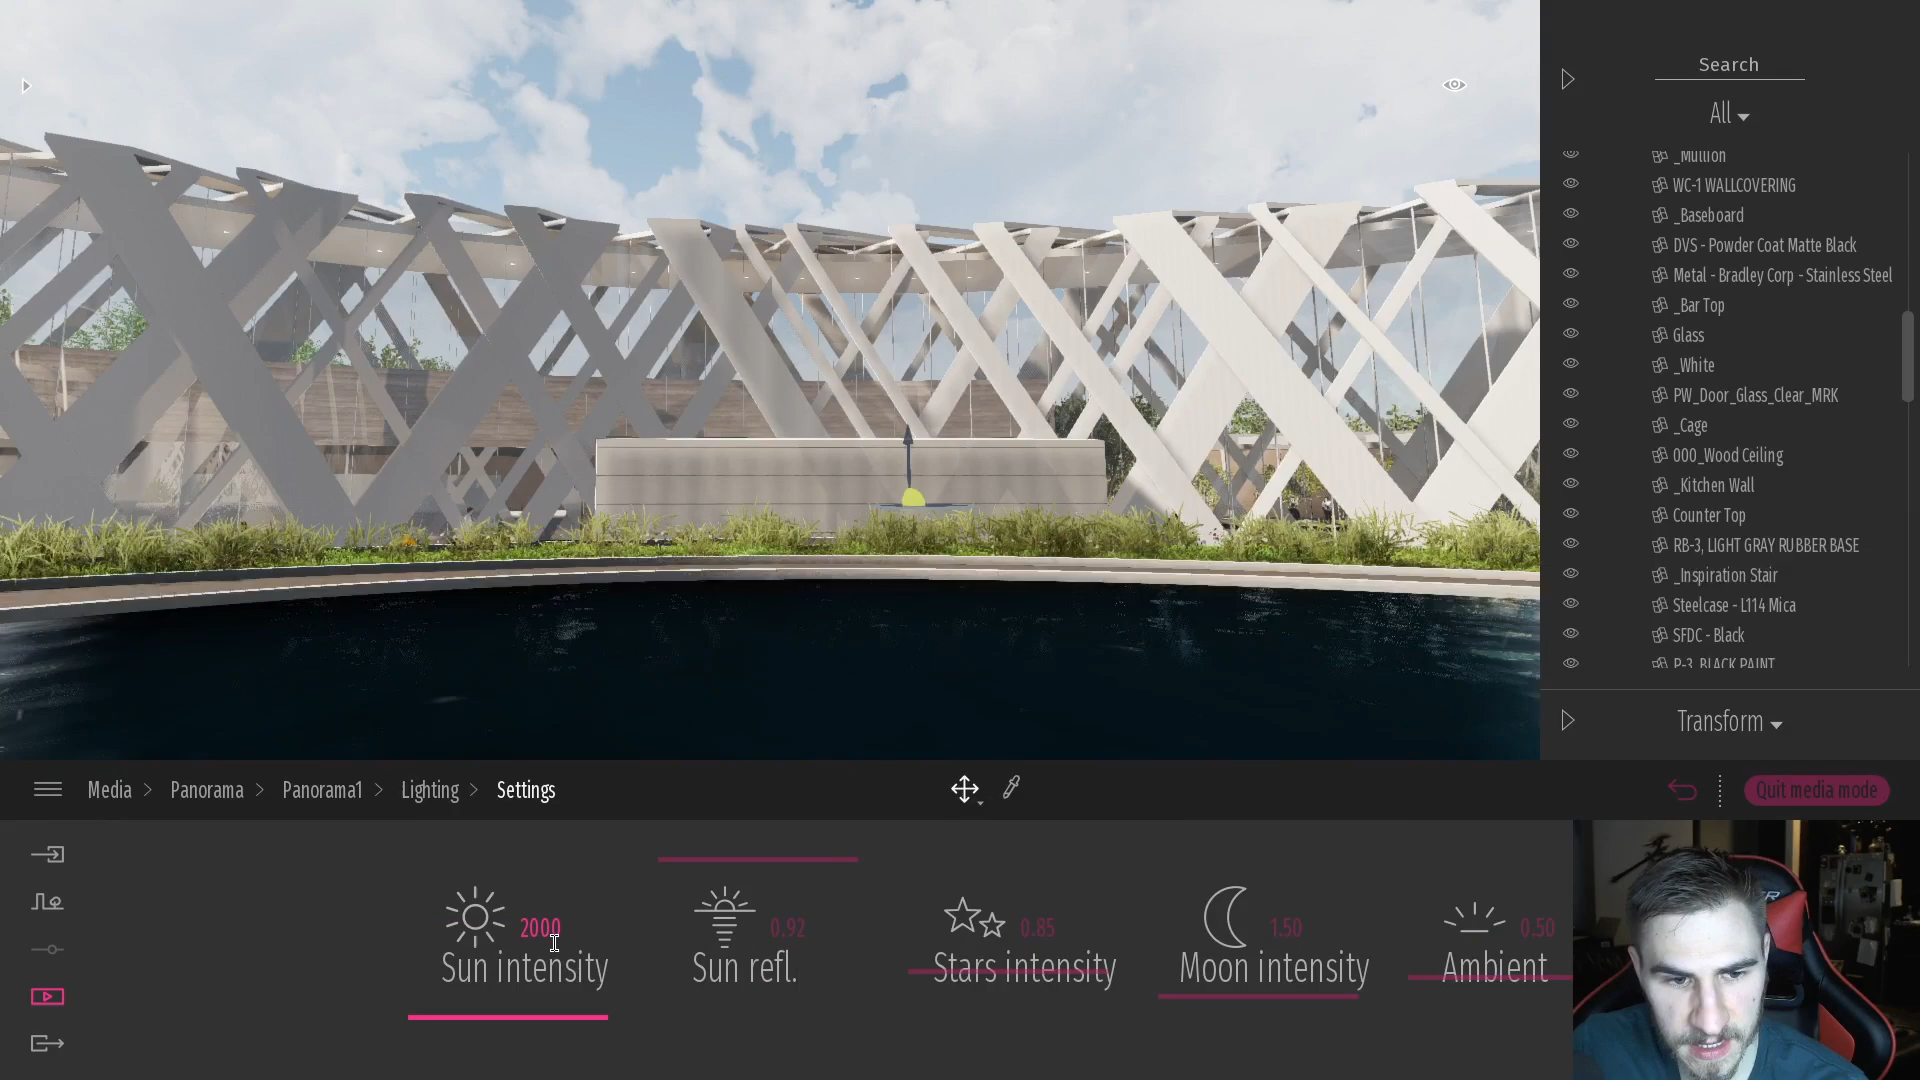 Search
All
_Mullion
WC-1 WALLCOVERING
_Baseboard
DVS - Powder Coat Matte Black
Metal - Bradley Corp - Stainless Steel
_Bar Top
Glass
_White
PW_Door_Glass_Clear_MRK
_Cage
000_Wood Ceiling
_Kitchen Wall
Counter Top
RB-3, LIGHT GRAY RUBBER BASE
_Inspiration Stair
Steelcase - L114 Mica
SFDC - Black
P-3, BLACK PAINT
Transform
Media > Panorama > Panorama1 > Lighting > Settings
Quit media mode
2000 0.92 0.85 1.50 0.50
Sun intensity Sun refl. Stars intensity Moon intensity Ambient